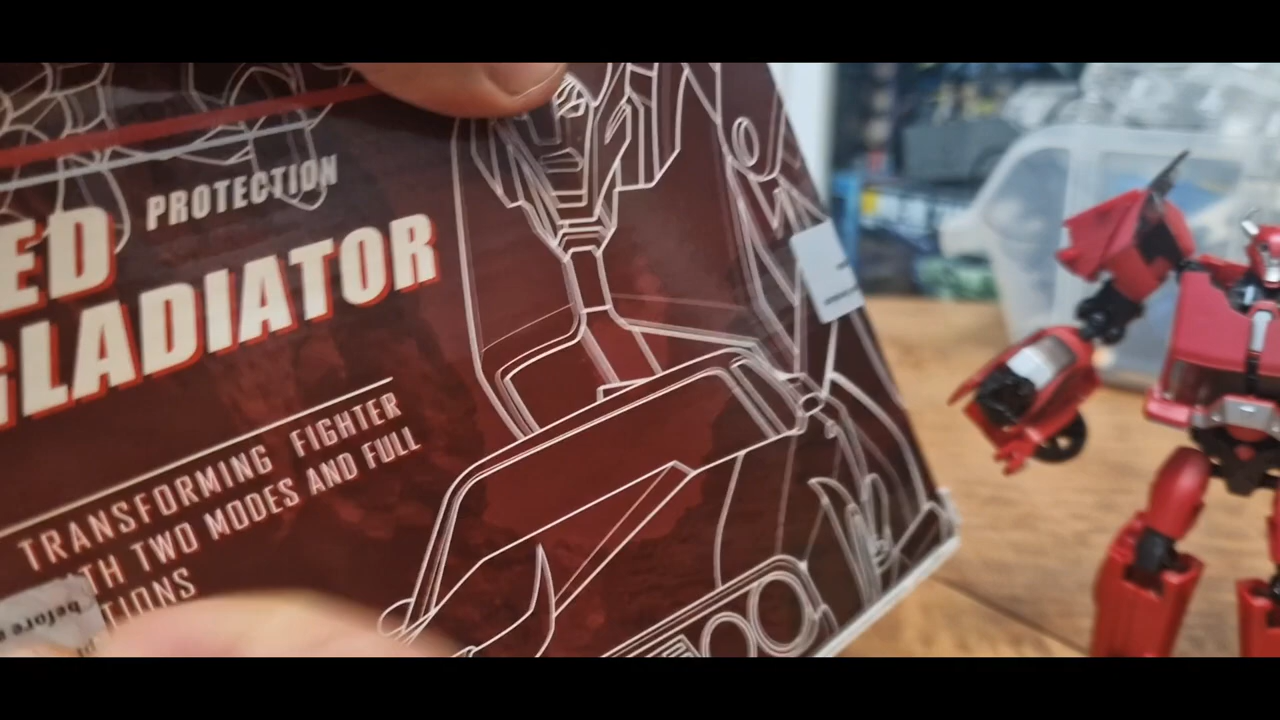 PROTECTION
ED
GLADIATOR
TRANSFORMING FIGHTER
TH TWO MODES AND FULL
TIONS
before